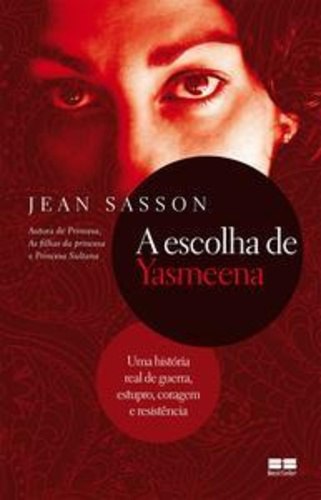 JEAN SASSON
Autora de Princesa,
As filhas da princesa
e Princesa Sultana
A escolha de
Yasmeena
Uma história
real de guerra,
estupro, coragem
e resistência
BestSeller